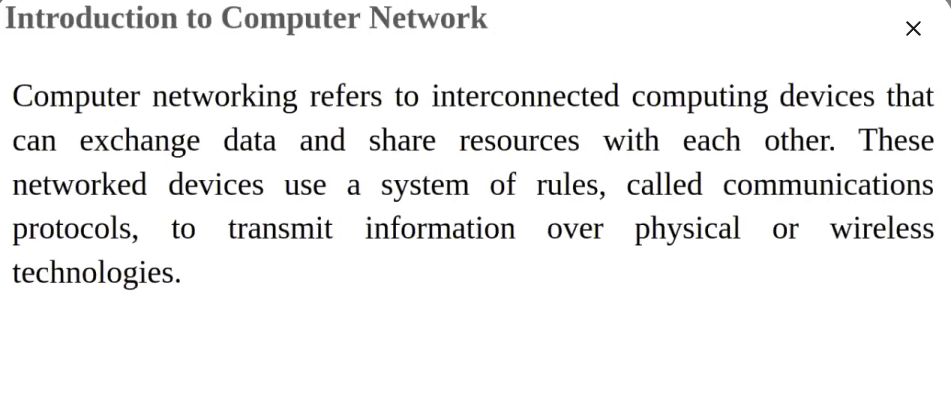 Introduction to Computer Network
Computer networking refers to interconnected computing devices that
can exchange data and share resources with each other. These
networked devices use a system of rules, called communications
protocols, to transmit information over physical or wireless
technologies.